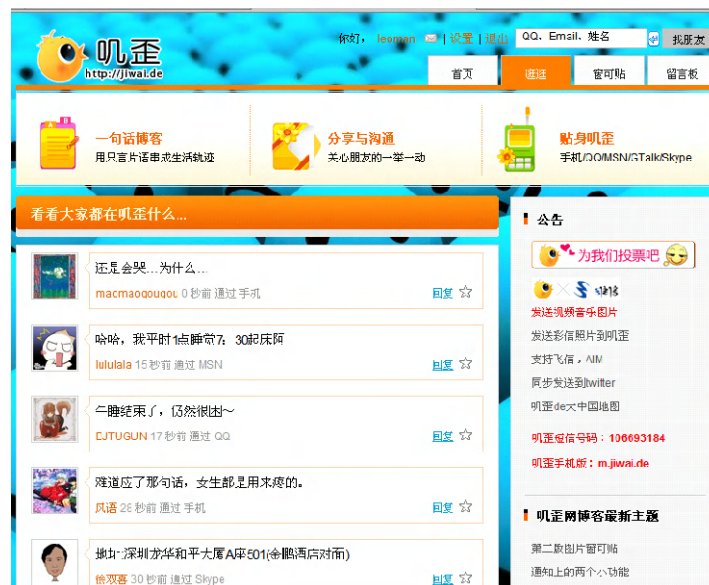 叽歪
http://jiwai.de
你好， leomen | 设置 | 退出
QQ、Email、姓名
找朋友
首页
逛逛
窗可贴
留言板
一句话博客
用只言片语串成生活轨迹
分享与沟通
关心朋友的一举一动
贴身叽歪
手机/QQ/MSN/GTalk/Skype
看看大家都在叽歪什么...
还是会哭...为什么...
macmaogougou 0 秒前 通过 手机
回复
哈哈，我平时1点睡觉7：30起床阿
lululala 15 秒前 通过 MSN
回复
午睡结束了，仍然很困～
EJTUGUN 17 秒前 通过 QQ
回复
难道应了那句话，女生都是用来疼的。
风语 28 秒前 通过 手机
回复
地址:深圳龙华和平大厦A座501(金鹏酒店对面)
徐双喜 30 秒前 通过 Skype
回复
公告
为我们投票吧
发送视频音乐图片
发送彩信照片到叽歪
支持飞信，AIM
同步发送到twitter
叽歪de大中国地图
叽歪短信号码：106693184
叽歪手机版：m.jiwai.de
叽歪网博客最新主题
第二款图片窗可贴
通知上的两个小功能